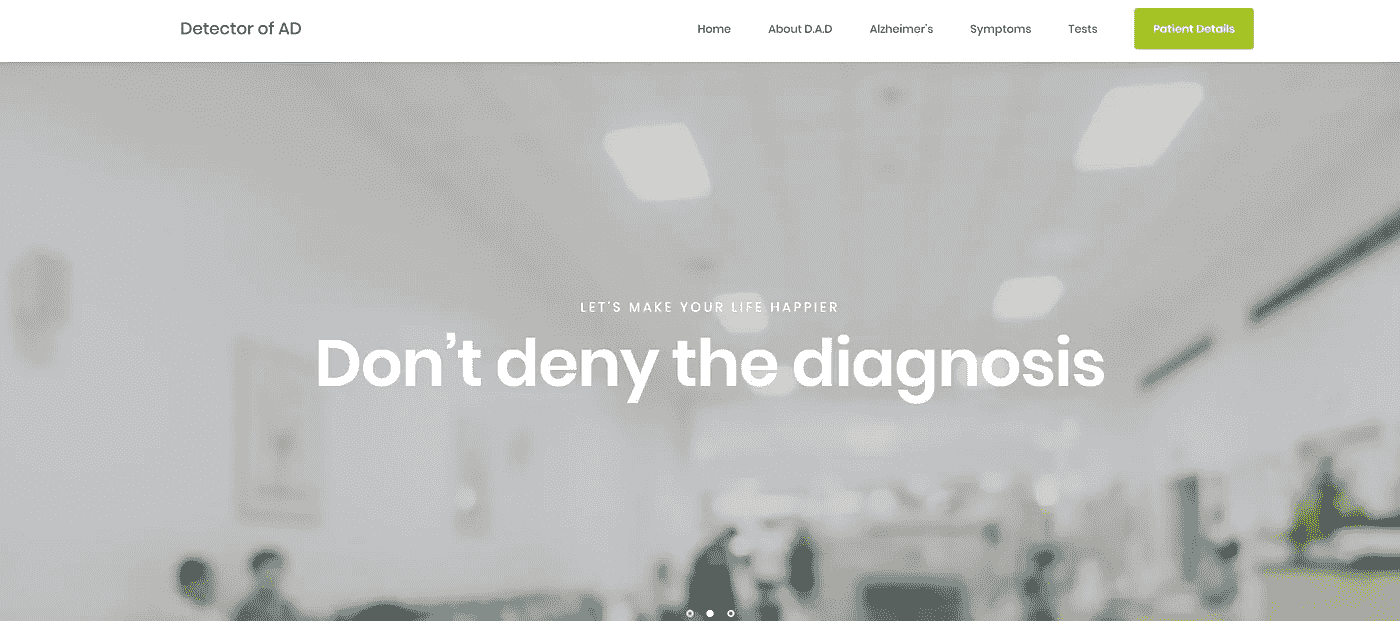 Detector of AD
Home About D.A.D Alzheimer's Symptoms Tests Patient Details
LET'S MAKE YOUR LIFE HAPPIER
Don’t deny the diagnosis